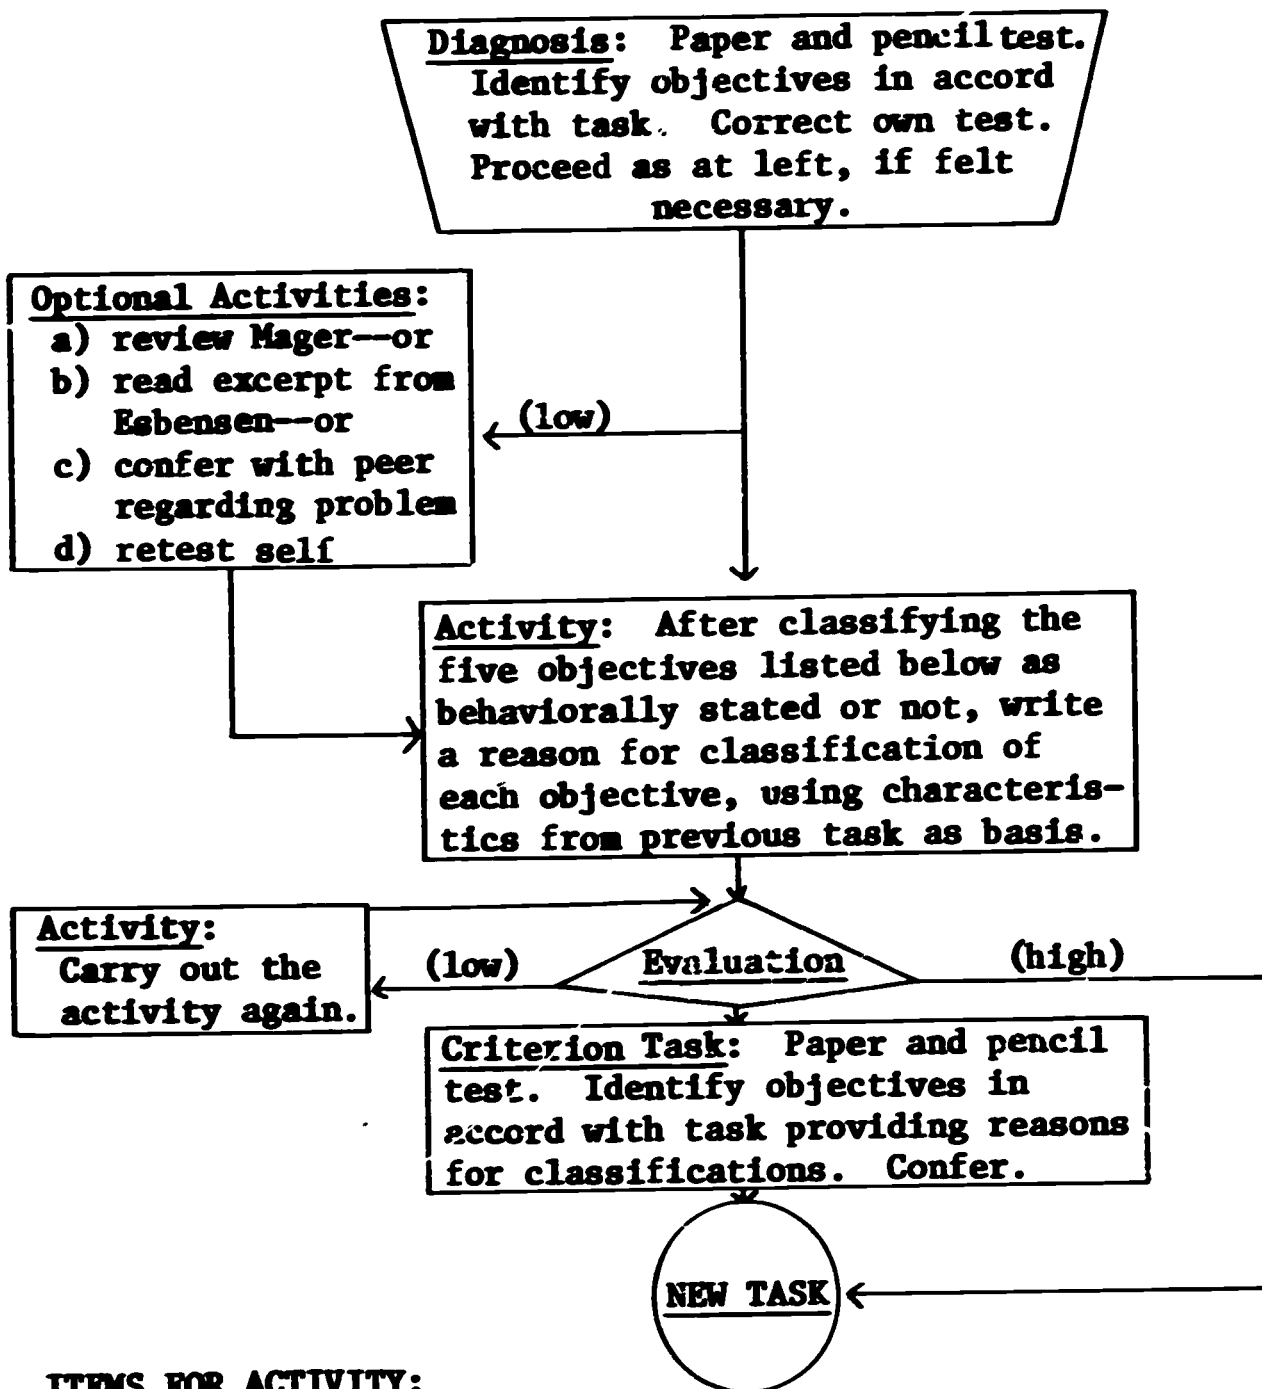 Diagnosis: Paper and pencil test.
Identify objectives in accord
with task. Correct own test.
Proceed as at left, if felt
necessary.
Optional Activities:
a) review Mager--or
b) read excerpt from
Esbensen--or
c) confer with peer
regarding problem
d) retest self
(low)
Activity: After classifying the
five objectives listed below as
behaviorally stated or not, write
a reason for classification of
each objective, using characteris-
tics from previous task as basis.
Activity:
Carry out the
activity again.
(low)
Evaluation
(high)
Criterion Task: Paper and pencil
test. Identify objectives in
accord with task providing reasons
for classifications. Confer.
NEW TASK
ITEMS FOR ACTIVITY: